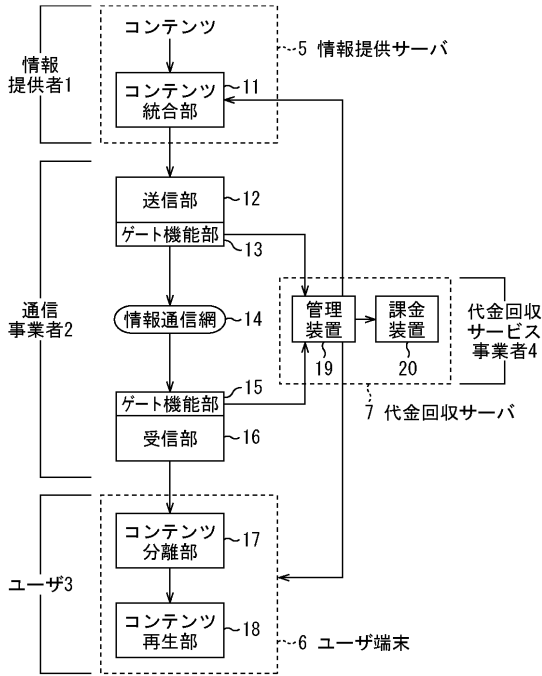 コンテンツ
5 情報提供サーバ
情報
提供者1
コンテンツ
統合部
11
送信部
12
ゲート機能部
13
通信
事業者2
情報通信網
14
管理
装置
19
課金
装置
20
代金回収
サービス
事業者4
7 代金回収サーバ
15
ゲート機能部
受信部
16
コンテンツ
分離部
17
ユーザ3
コンテンツ
再生部
18
6 ユーザ端末